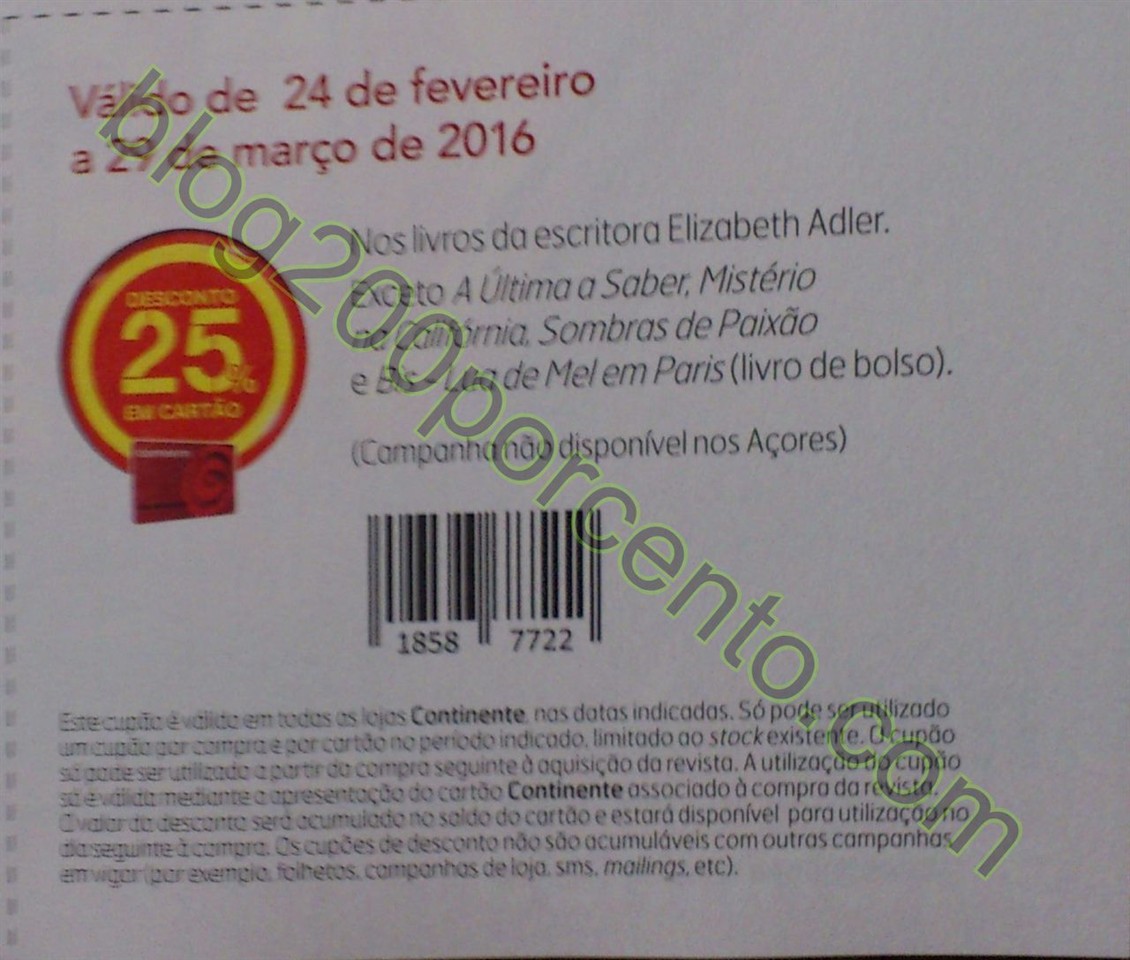 Válido de 24 de fevereiro
a 29 de março de 2016
Nos livros da escritora Elizabeth Adler.
Exceto A Última a Saber, Mistério
na Califórnia, Sombras de Paixão
e Bis - Lua de Mel em Paris (livro de bolso).
(Campanha não disponível nos Açores)
DESCONTO
25%
EM CARTÃO
1858 7722
Este cupão é válido em todas as lojas Continente, nas datas indicadas. Só pode ser utilizado
um cupão por compra e por cartão no período indicado, limitado ao stock existente. O cupão
só pode ser utilizado a partir da compra seguinte à aquisição da revista. A utilização do cupão
só é válida mediante a apresentação do cartão Continente associado à compra da revista.
O valor do desconto será acumulado no saldo do cartão e estará disponível para utilização no
dia seguinte à compra. Os cupões de desconto não são acumuláveis com outras campanhas
em vigor (por exemplo, folhetos, campanhas de loja, sms, mailings, etc).
blog200porcento.com